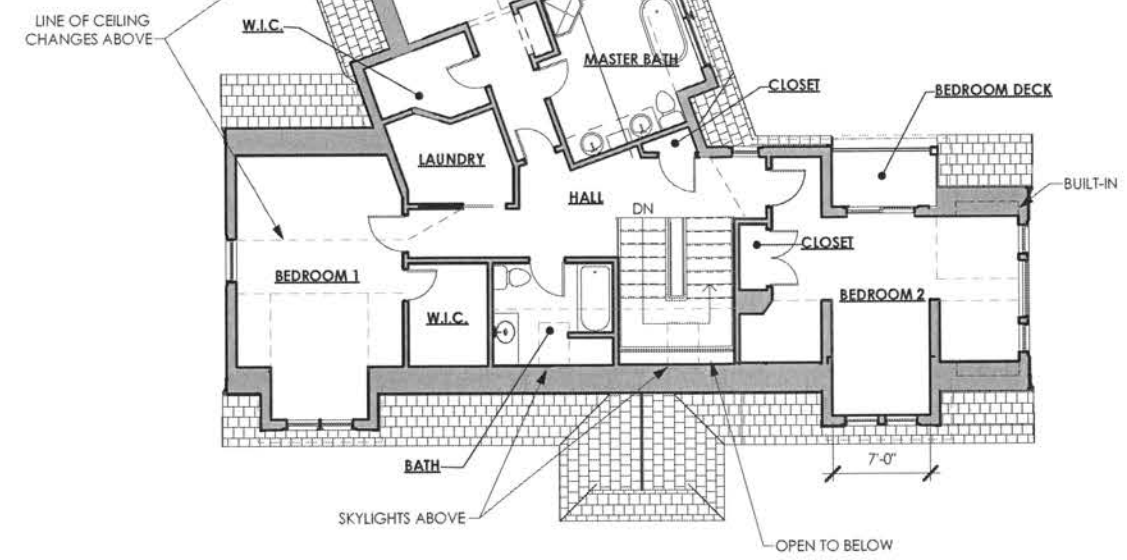 LINE OF CEILING
CHANGES ABOVE
W.I.C.
MASTER BATH
CLOSET
BEDROOM DECK
LAUNDRY
BUILT-IN
HALL
DN
CLOSET
BEDROOM 1
BEDROOM 2
W.I.C.
BATH
7'-0"
SKYLIGHTS ABOVE
OPEN TO BELOW